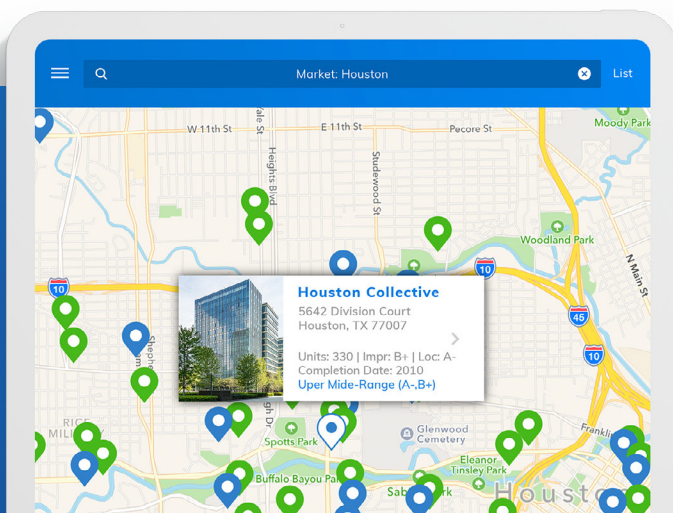 Market: Houston
List
W 11th St
E 11th St
Pecore St
Moody Park
Yale St
Heights Blvd
Studewood St
Woodland Park
N Main St
10
10
45
10
Houston Collective
5642 Division Court
Houston, TX 77007
Units: 330 | Impr: B+ | Loc: A-
Completion Date: 2010
Uper Mide-Range (A-,B+)
Spotts Park
Glenwood
Cemetery
Eleanor
Tinsley Park
Buffalo Bayou